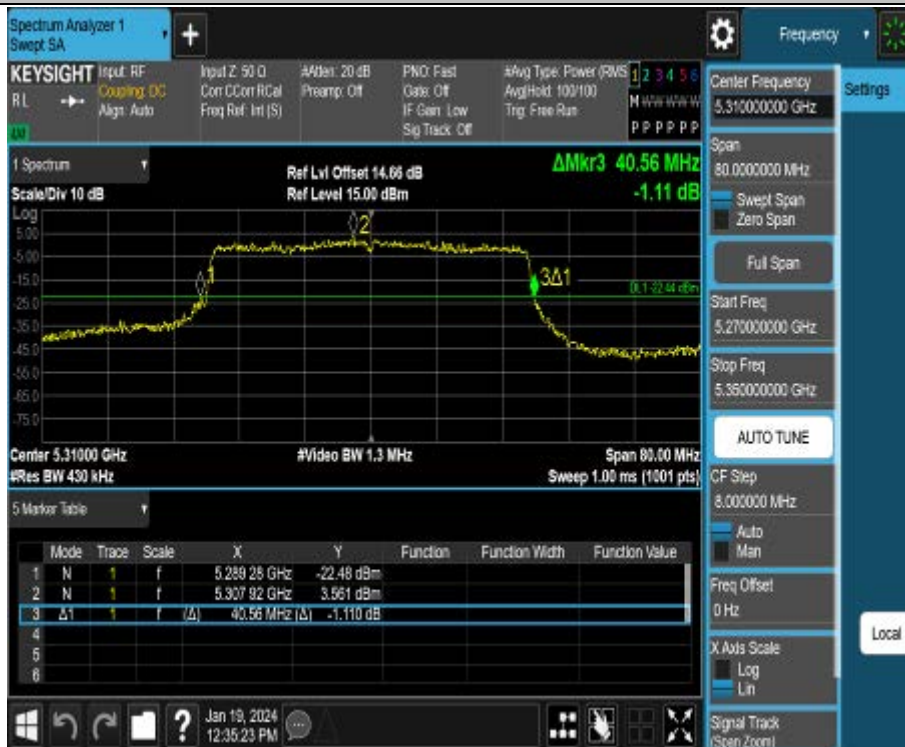 Spectrum Analyzer 1
Swept SA
+
Frequency
KEYSIGHT
RL
Input: RF
Coupling: DC
Align: Auto
Input Z: 50 Ω
Corr CCorr RCal
Freq Ref: Int (S)
#Atten: 20 dB
Preamp: Off
PNO: Fast
Gate: Off
IF Gain: Low
Sig Track: Off
#Avg Type: Power (RMS
Avg|Hold: 100/100
Trig: Free Run
1 2 3 4 5 6
M W W W W W
P P P P P P
1 Spectrum
Scale/Div 10 dB
Ref Lvl Offset 14.66 dB
Ref Level 15.00 dBm
ΔMkr3 40.56 MHz
-1.11 dB
Log
5.00
-5.00
-15.0
-25.0
-35.0
-45.0
-55.0
-65.0
-75.0
1
2
3Δ1
DL1 -22.44 dBm
Center 5.31000 GHz
#Video BW 1.3 MHz
Span 80.00 MHz
#Res BW 430 kHz
Sweep 1.00 ms (1001 pts)
5 Marker Table
Mode Trace Scale X Y Function Function Width Function Value
1 N 1 f 5.289 28 GHz -22.48 dBm
2 N 1 f 5.307 92 GHz 3.561 dBm
3 Δ1 1 f (Δ) 40.56 MHz (Δ) -1.110 dB
4
5
6
Jan 19, 2024
12:35:23 PM
?
Center Frequency
5.310000000 GHz
Settings
Span
80.0000000 MHz
Swept Span
Zero Span
Full Span
Start Freq
5.270000000 GHz
Stop Freq
5.350000000 GHz
AUTO TUNE
CF Step
8.000000 MHz
Auto
Man
Freq Offset
0 Hz
X Axis Scale
Log
Lin
Signal Track
(Span Zoom)
Local